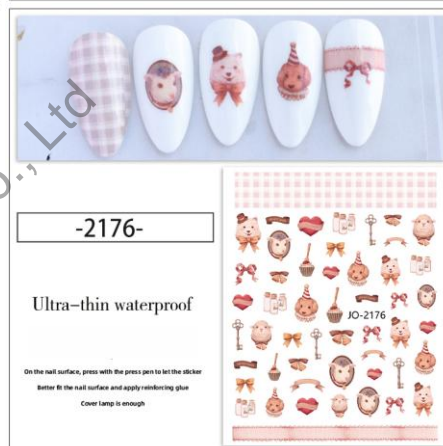 o., Ltd
-2176-
Ultra-thin waterproof
JO-2176
On the nail surface, press with the press pen to let the sticker
Better fit the nail surface and apply reinforcing glue
Cover lamp is enough